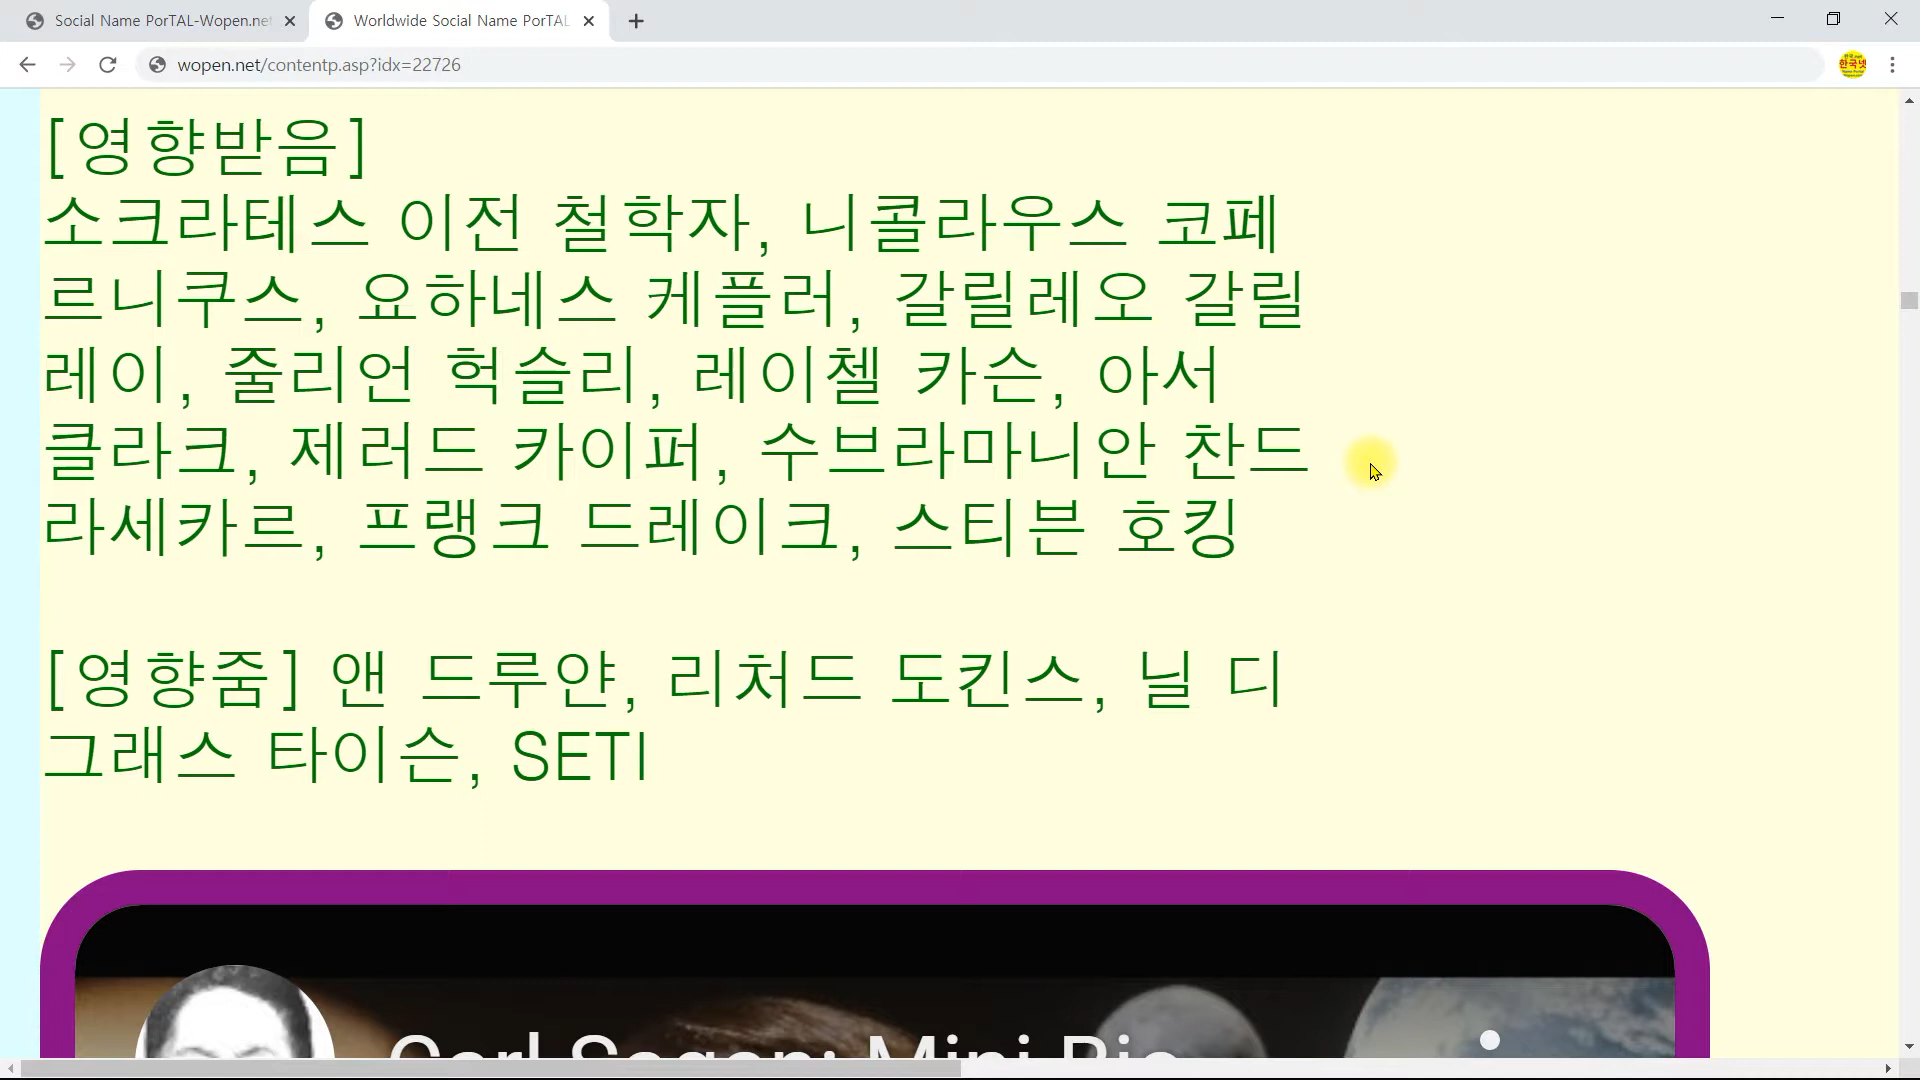 Social Name PorTAL-Wopen.ne
Worldwide Social Name PorTAL
wopen.net/contentp.asp?idx=22726
[영향받음]
소크라테스 이전 철학자, 니콜라우스 코페
르니쿠스, 요하네스 케플러, 갈릴레오 갈릴
레이, 줄리언 헉슬리, 레이첼 카슨, 아서
클라크, 제러드 카이퍼, 수브라마니안 찬드
라세카르, 프랭크 드레이크, 스티븐 호킹
[영향줌] 앤 드루얀, 리처드 도킨스, 닐 디
그래스 타이슨, SETI
Carl Sagan: Mini Bio